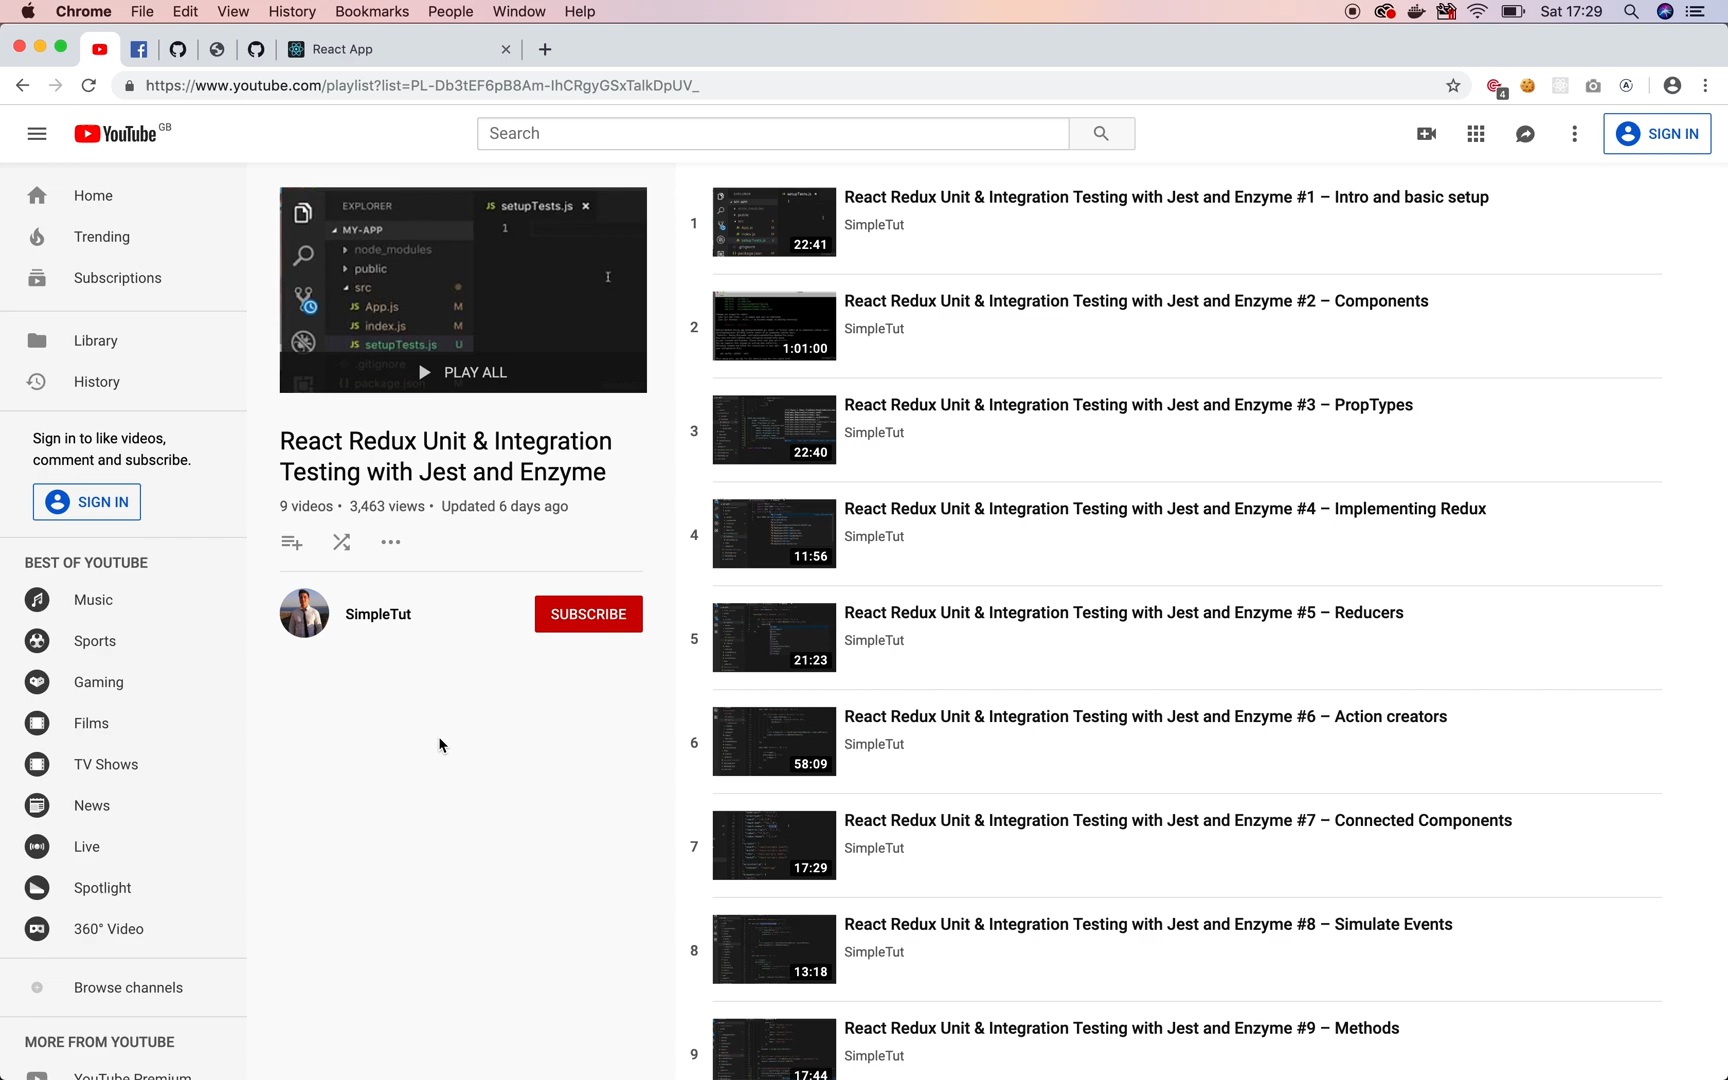 Chrome File Edit View History Bookmarks People Window Help
Sat 17:29
React App
https://www.youtube.com/playlist?list=PL-Db3tEF6pB8Am-IhCRgyGSxTalkDpUV_
4
YouTube GB
Search
SIGN IN
Home
Trending
Subscriptions
Library
History
Sign in to like videos,
comment and subscribe.
SIGN IN
BEST OF YOUTUBE
Music
Sports
Gaming
Films
TV Shows
News
Live
Spotlight
360° Video
Browse channels
MORE FROM YOUTUBE
YouTube Premium
EXPLORER
JS setupTests.js
MY-APP
1
node_modules
public
src
JS App.js M
JS index.js M
JS setupTests.js U
.gitignore
package.json
PLAY ALL
React Redux Unit & Integration
Testing with Jest and Enzyme
9 videos • 3,463 views • Updated 6 days ago
SimpleTut
SUBSCRIBE
1
22:41
React Redux Unit & Integration Testing with Jest and Enzyme #1 – Intro and basic setup
SimpleTut
2
1:01:00
React Redux Unit & Integration Testing with Jest and Enzyme #2 – Components
SimpleTut
3
22:40
React Redux Unit & Integration Testing with Jest and Enzyme #3 – PropTypes
SimpleTut
4
11:56
React Redux Unit & Integration Testing with Jest and Enzyme #4 – Implementing Redux
SimpleTut
5
21:23
React Redux Unit & Integration Testing with Jest and Enzyme #5 – Reducers
SimpleTut
6
58:09
React Redux Unit & Integration Testing with Jest and Enzyme #6 – Action creators
SimpleTut
7
17:29
React Redux Unit & Integration Testing with Jest and Enzyme #7 – Connected Components
SimpleTut
8
13:18
React Redux Unit & Integration Testing with Jest and Enzyme #8 – Simulate Events
SimpleTut
9
17:44
React Redux Unit & Integration Testing with Jest and Enzyme #9 – Methods
SimpleTut